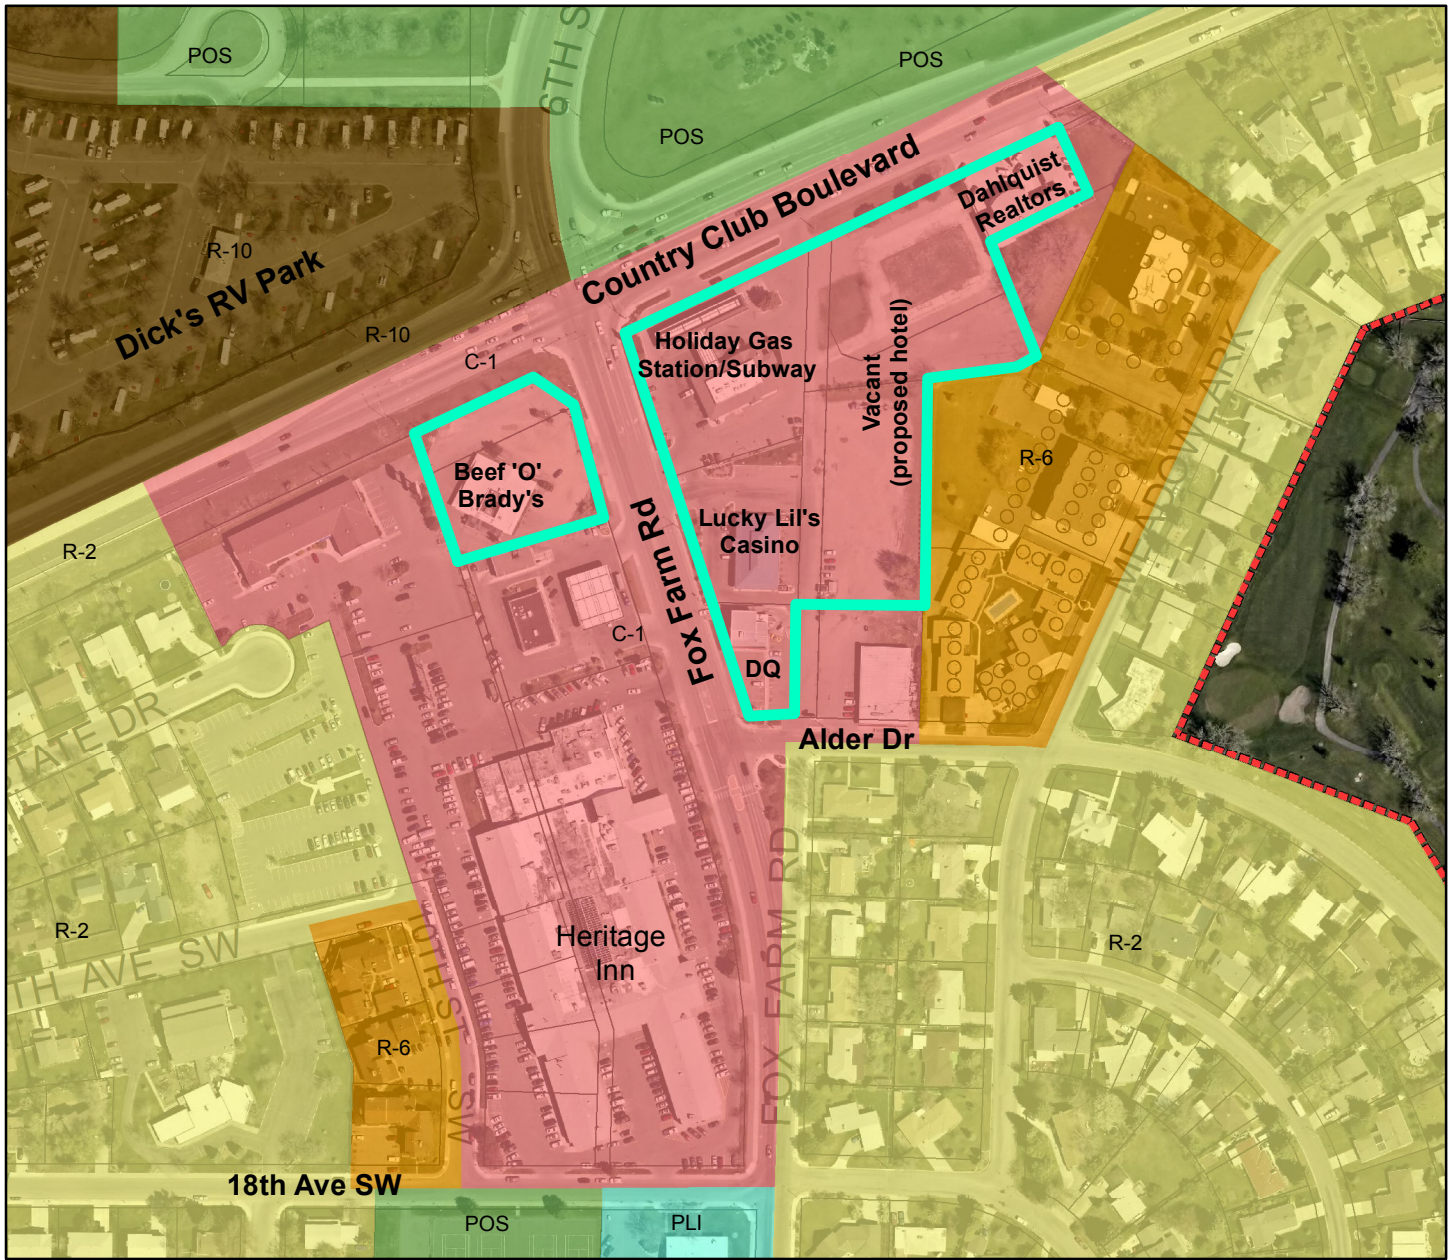 POS
6TH S
POS
POS
Country Club Boulevard
Dahlquist
Realtors
R-10
Dick's RV Park
R-10
C-1
Holiday Gas
Station/Subway
Vacant
(proposed hotel)
Beef 'O'
Brady's
R-6
MEADOWLARK
Lucky Lil's
Casino
R-2
Fox Farm Rd
C-1
DQ
TATE DR
Alder Dr
FOX FARM RD
R-2
TH AVE SW
Heritage
Inn
R-2
R-6
18th Ave SW
POS
PLI